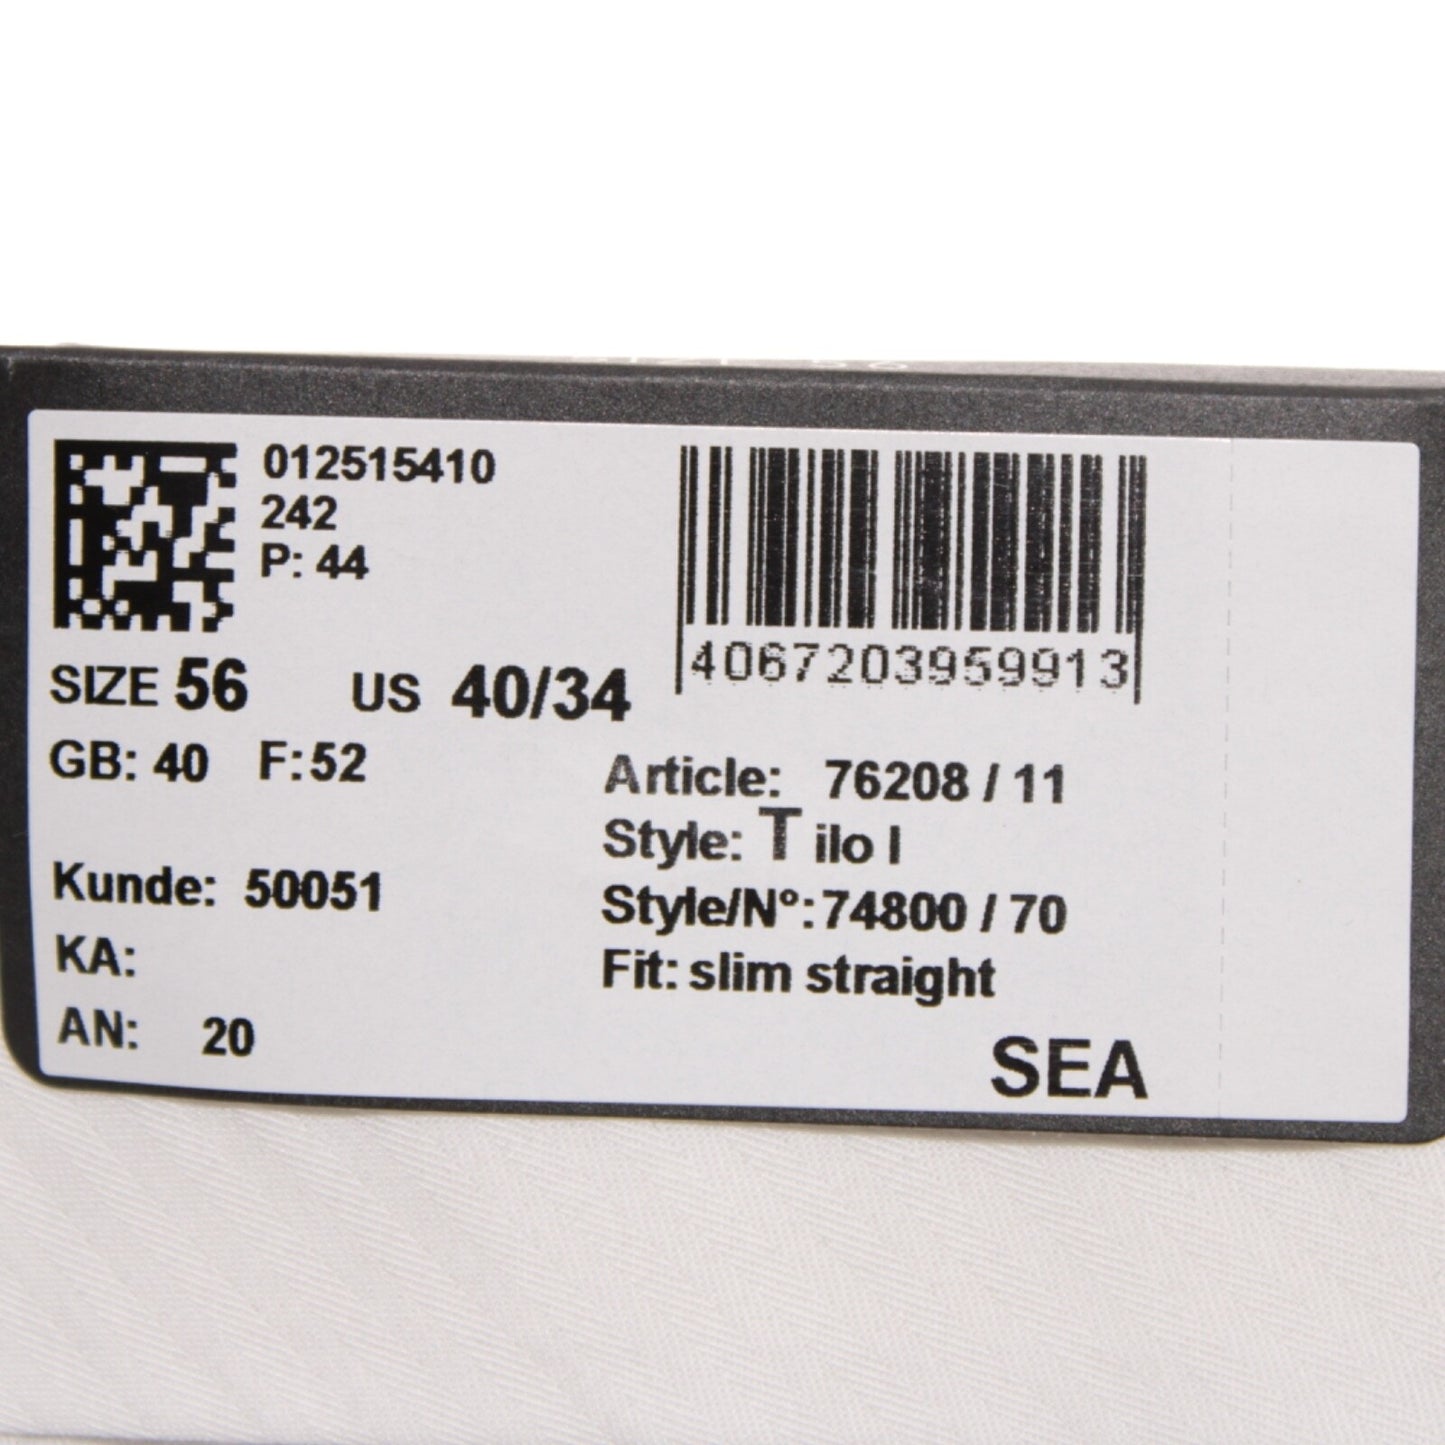 012515410
242
P: 44
4067203959913
SIZE 56 US 40/34
GB: 40 F:52
Article: 76208 / 11
Style: Tilo I
Kunde: 50051
Style/N°: 74800 / 70
KA:
Fit: slim straight
AN: 20
SEA